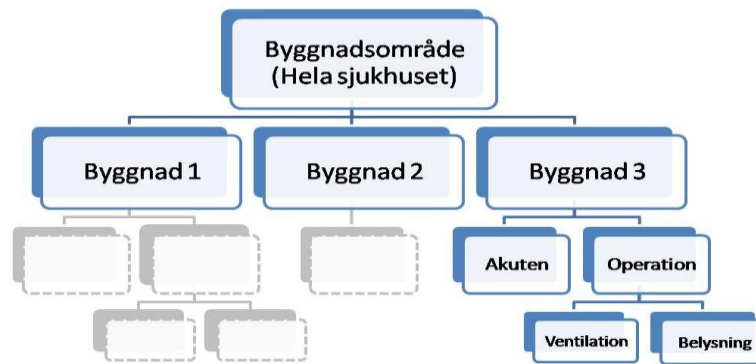 Byggnadsområde
(Hela sjukhuset)
Byggnad 1
Byggnad 2
Byggnad 3
Akuten
Operation
Ventilation
Belysning